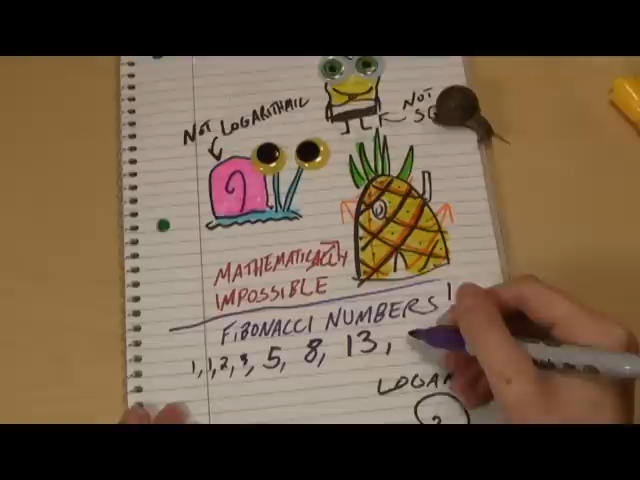 NOT
NOT LOGARITHMIC
MATHEMATICALLY
IMPOSSIBLE
FIBONACCI NUMBERS
1, 1, 2, 3, 5, 8, 13,